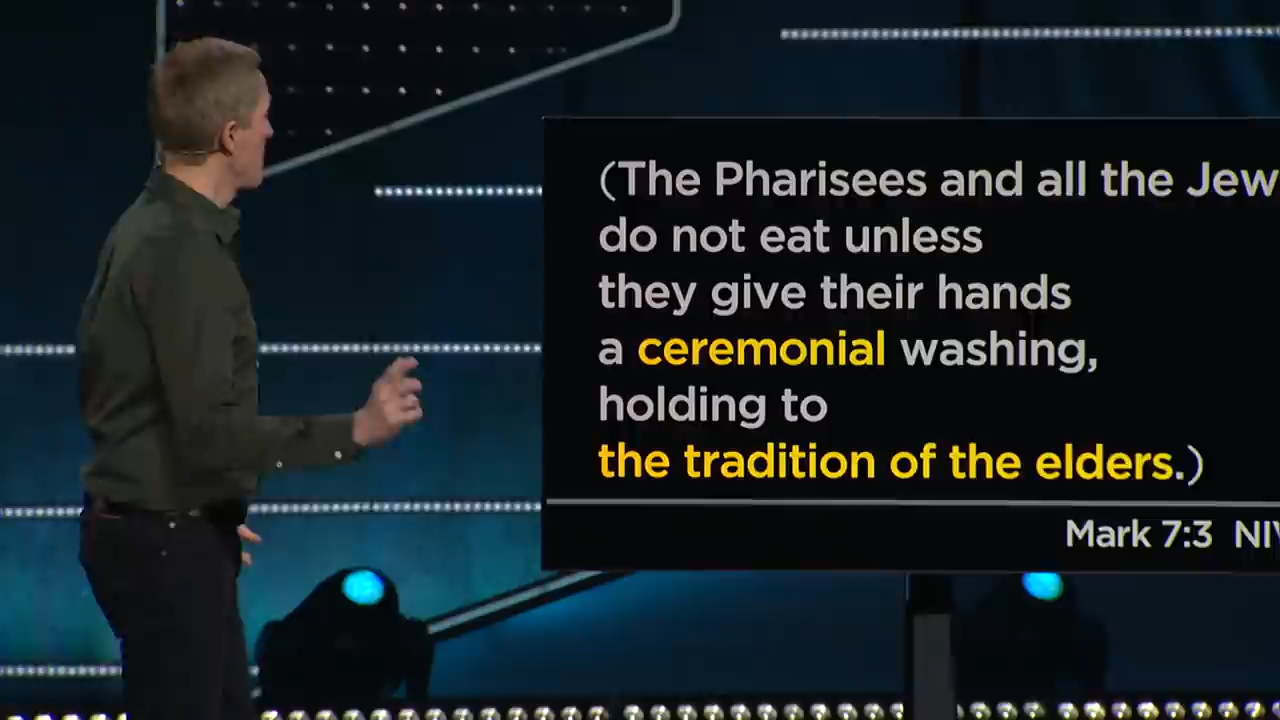 (The Pharisees and all the Jew
do not eat unless
they give their hands
a ceremonial washing,
holding to
the tradition of the elders.)
Mark 7:3 NIV